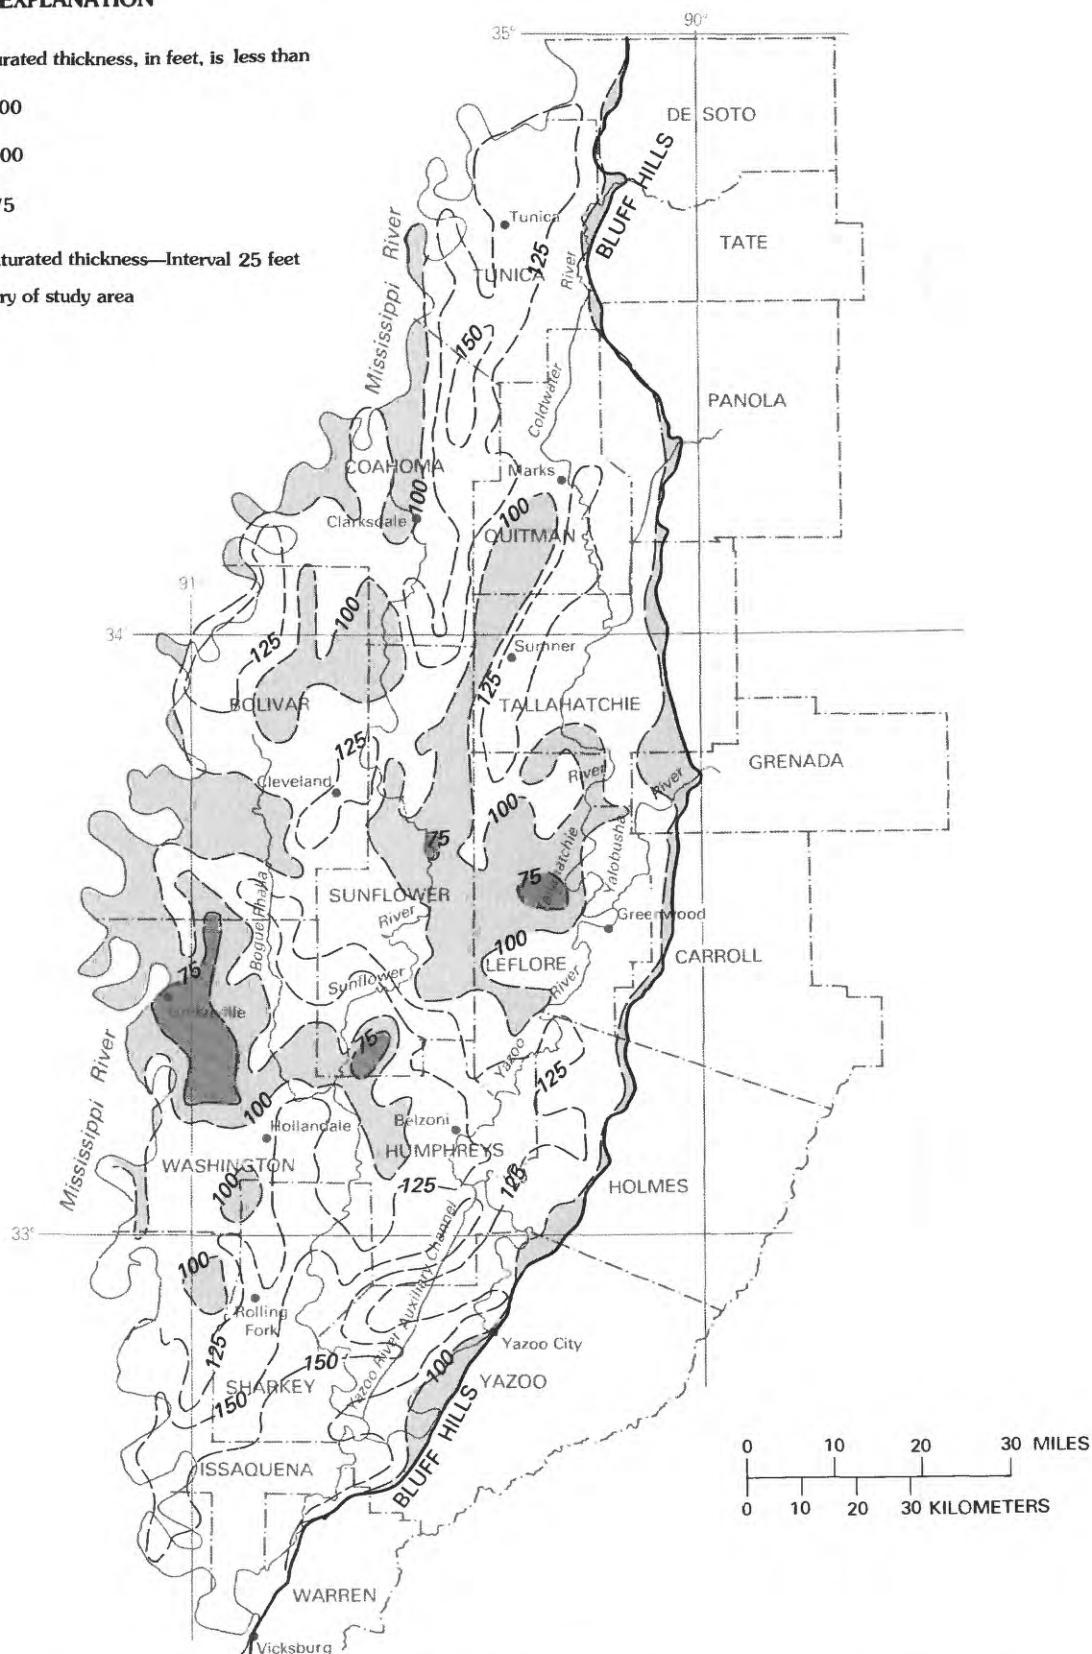 EXPLANATION
urated thickness, in feet, is less than
00
00
75
aturated thickness—Interval 25 feet
ry of study area
35°
90°
DE SOTO
BLUFF HILLS
TATE
Tunica
TUNICA
125
River
Mississippi River
150
Coldwater
PANOLA
COAHOMA
100
Marks
Clarksdale
100
QUITMAN
91
34
125
100
Sumner
125
BOLIVAR
TALLAHATCHIE
125
Cleveland
River
River
GRENADA
100
75
Tallahatchie
Yalobusha
75
SUNFLOWER
River
Bogue Phalia
Greenwood
100
LEFLORE
CARROLL
75
Sunflower
River
75
Yazoo
125
Mississippi River
100
Hollandale
Belzoni
HUMPHREYS
WASHINGTON
100
125
125
HOLMES
33°
100
Rolling
Fork
Yazoo River Auxiliary Channel
Yazoo City
125
150
100
YAZOO
SHARKEY
150
BLUFF HILLS
ISSAQUENA
0 10 20 30 MILES
0 10 20 30 KILOMETERS
WARREN
Vicksburg